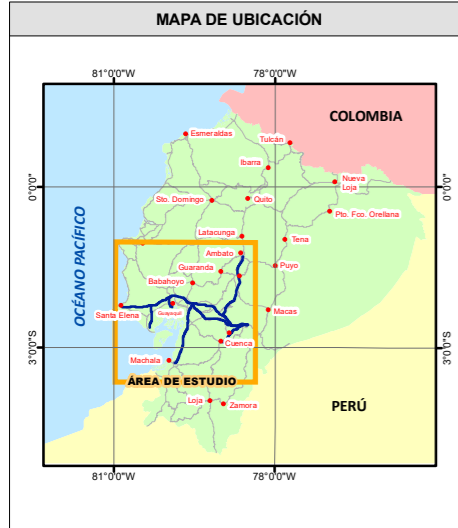 MAPA DE UBICACIÓN
81°0'0"W
78°0'0"W
COLOMBIA
Esmeraldas
Tulcán
Ibarra
Nueva
Loja
0°0'0"
0°0'0"
Sto. Domingo
Quito
Pto. Fco. Orellana
OCÉANO PACÍFICO
Latacunga
Tena
Ambato
Guaranda
Puyo
Babahoyo
Santa Elena
Guayaquil
Macas
3°0'0"S
3°0'0"S
Cuenca
Machala
ÁREA DE ESTUDIO
Loja
Zamora
PERÚ
81°0'0"W
78°0'0"W